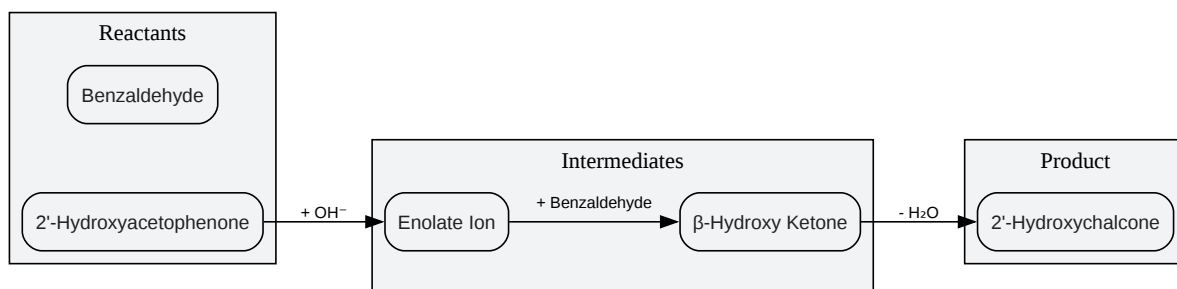 Reactants
Benzaldehyde
2'-Hydroxyacetophenone
+ OH⁻
Intermediates
Enolate Ion
+ Benzaldehyde
β-Hydroxy Ketone
- H₂O
Product
2'-Hydroxychalcone